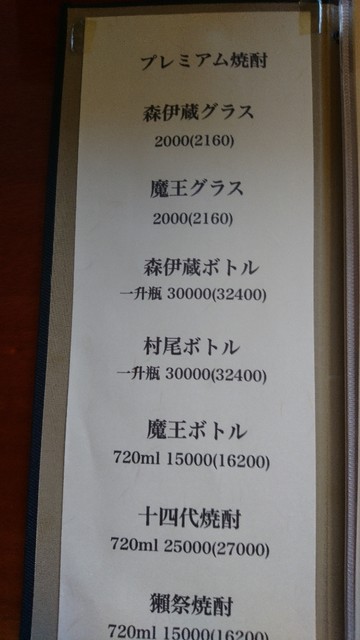 プレミアム焼酎
森伊蔵グラス
2000(2160)
魔王グラス
2000(2160)
森伊蔵ボトル
一升瓶 30000(32400)
村尾ボトル
一升瓶 30000(32400)
魔王ボトル
720ml 15000(16200)
十四代焼酎
720ml 25000(27000)
獺祭焼酎
720ml 15000(16200)